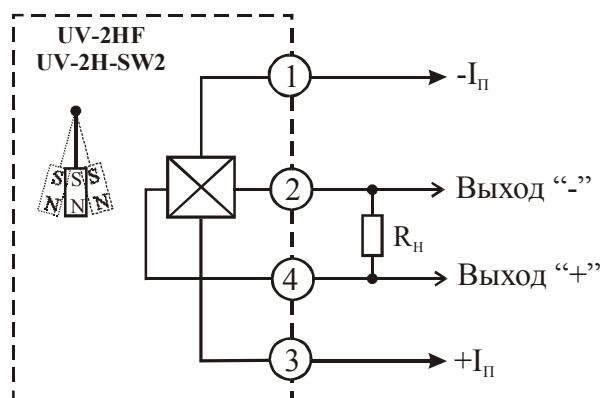 UV-2HF
UV-2H-SW2
1
-Iп
S S S
N N N
2
Выход “-”
Rн
4
Выход “+”
3
+Iп